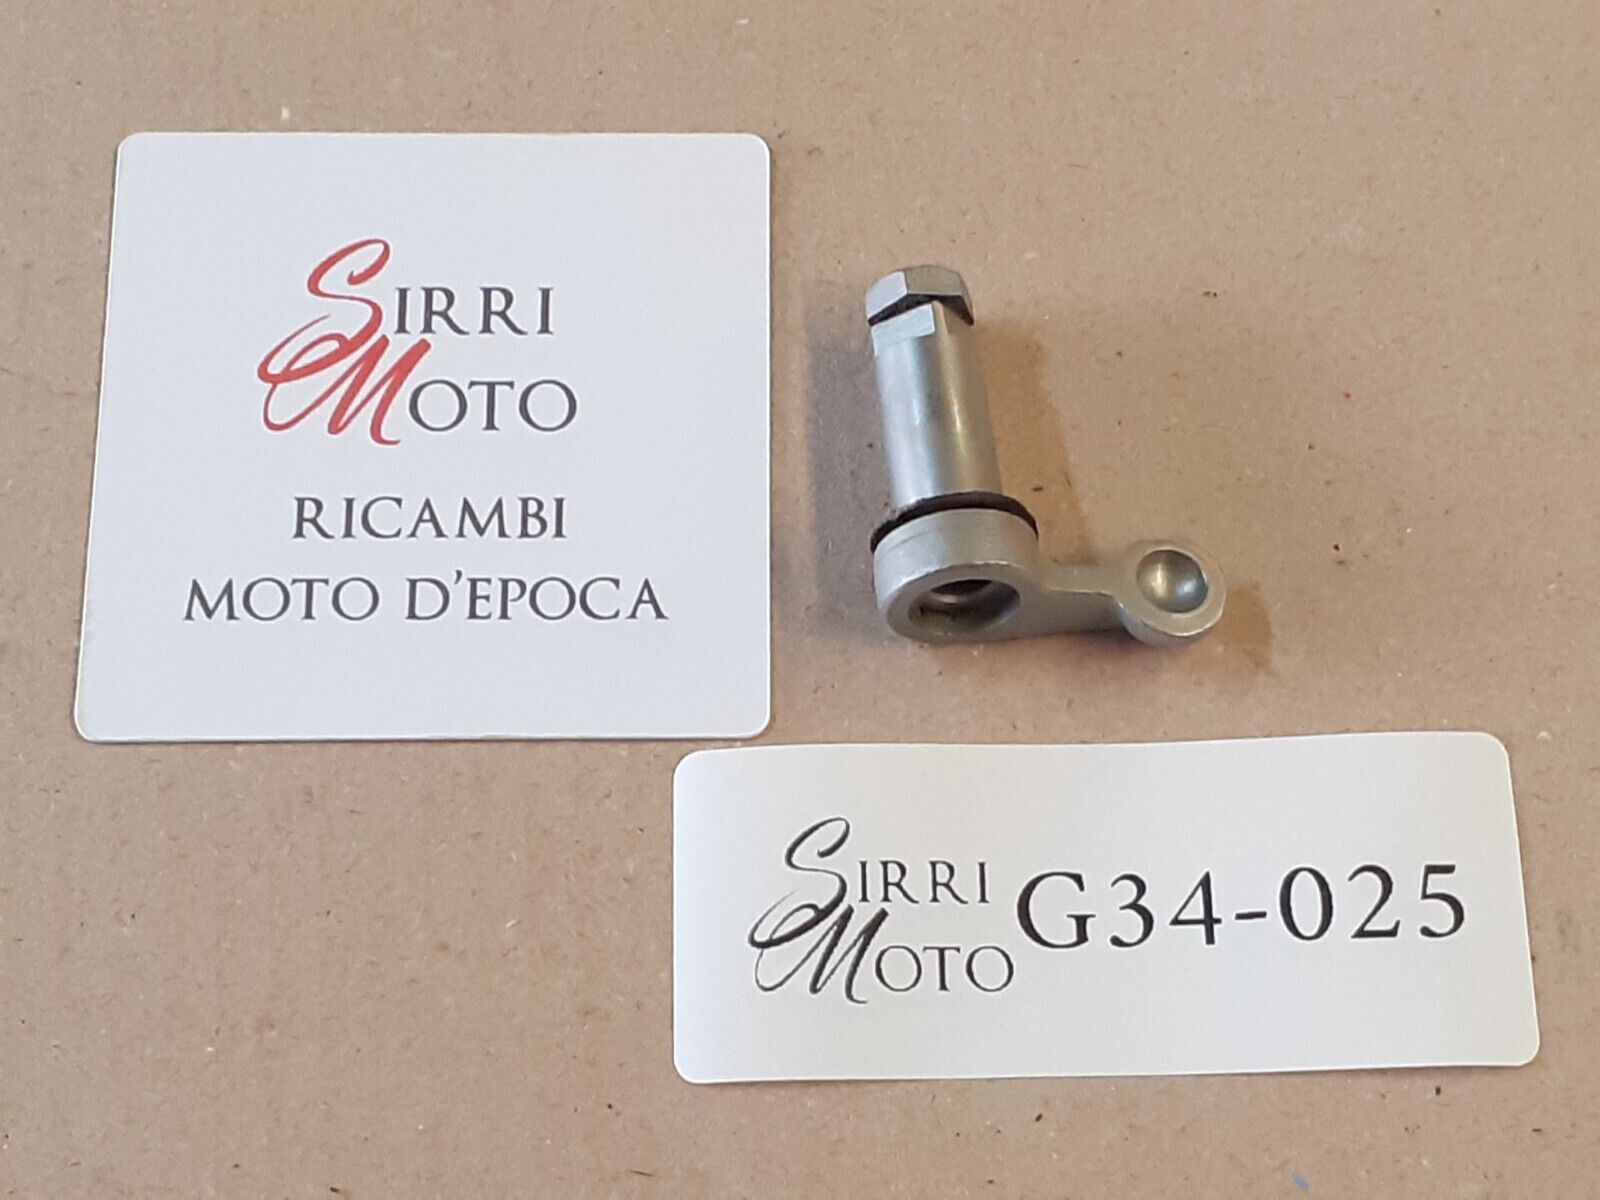 SIRRI
MOTO
RICAMBI
MOTO D'EPOCA
SIRRI
MOTO
G34-025